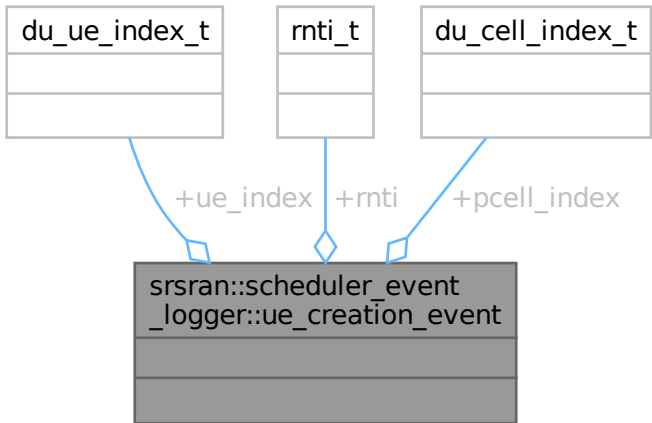 du_ue_index_t
rnti_t
du_cell_index_t
+ue_index
+rnti
+pcell_index
srsran::scheduler_event
_logger::ue_creation_event